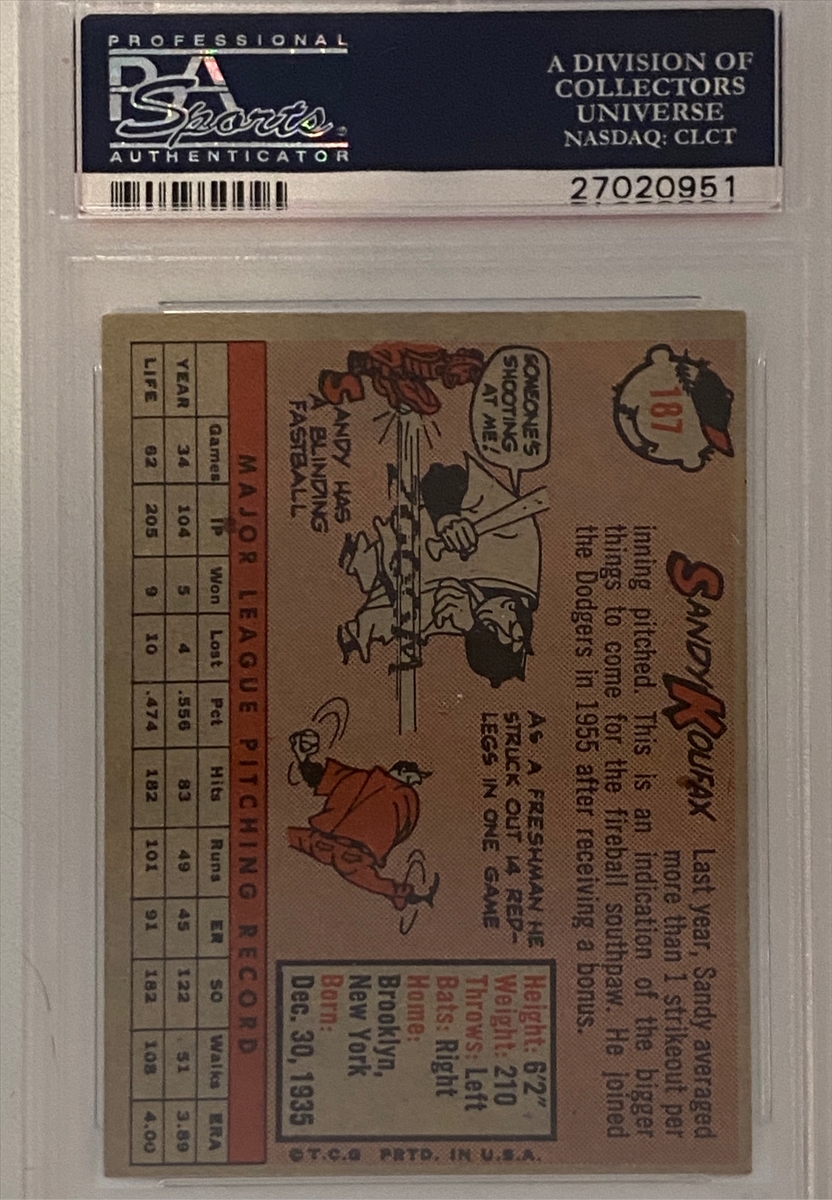 PROFESSIONAL
PSA
Sports
AUTHENTICATOR
A DIVISION OF
COLLECTORS
UNIVERSE
NASDAQ: CLCT
27020951
187
SANDY KOUFAX
Last year, Sandy averaged
more than 1 strikeout per
inning pitched. This is an indication of the bigger
things to come for the fireball southpaw. He joined
the Dodgers in 1955 after receiving a bonus.
SOMEONE'S
SHOOTING
AT ME!
SANDY HAS
A BLINDING
FASTBALL
AS A FRESHMAN HE
STRUCK OUT 14 RED-
LEGS IN ONE GAME
Height: 6'2"
Weight: 210
Throws: Left
Bats: Right
Home:
Brooklyn,
New York
Born:
Dec. 30, 1935
MAJOR LEAGUE PITCHING RECORD
Games IP Won Lost Pct Hits Runs ER SO Walks ERA
YEAR 34 104 5 4 .556 83 49 45 122 51 3.89
LIFE 62 205 9 10 .474 182 101 91 182 108 4.00
©T.C.G PRTD. IN U.S.A.